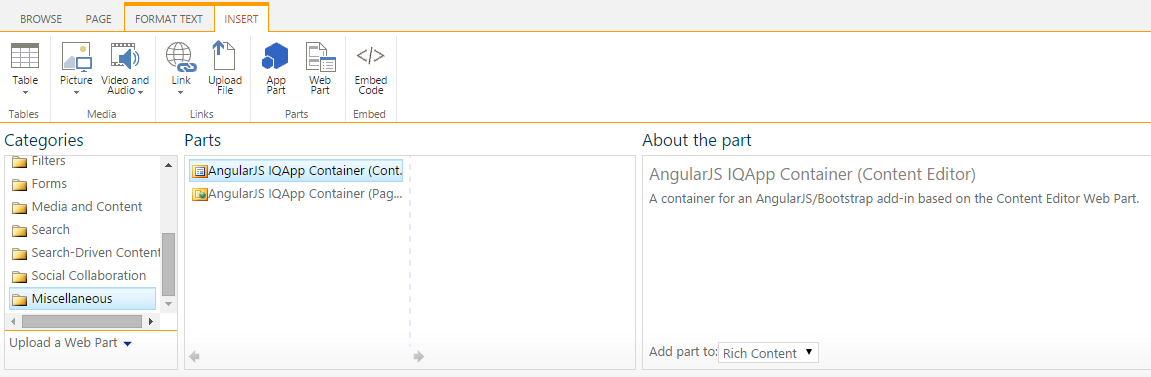 BROWSE PAGE FORMAT TEXT INSERT
Table Picture Video and Audio Link Upload File App Part Web Part Embed Code
Tables Media Links Parts Embed
Categories
Filters
Forms
Media and Content
Search
Search-Driven Content
Social Collaboration
Miscellaneous
Upload a Web Part
Parts
AngularJS IQApp Container (Cont.
AngularJS IQApp Container (Pag...
About the part
AngularJS IQApp Container (Content Editor)
A container for an AngularJS/Bootstrap add-in based on the Content Editor Web Part.
Add part to: Rich Content